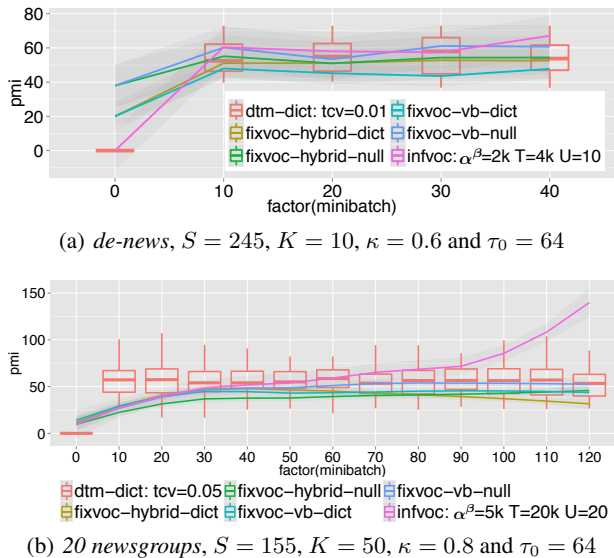 60
40
20
0
pmi
dtm-dict: tcv=0.01
fixvoc-vb-dict
fixvoc-hybrid-dict
fixvoc-vb-null
fixvoc-hybrid-null
infvoc: αβ=2k T=4k U=10
0 10 20 30 40
factor(minibatch)
(a) de-news, S = 245, K = 10, κ = 0.6 and τ0 = 64
150
100
50
0
pmi
0 10 20 30 40 50 60 70 80 90 100 110 120
factor(minibatch)
dtm-dict: tcv=0.05 fixvoc-hybrid-null fixvoc-vb-null
fixvoc-hybrid-dict fixvoc-vb-dict infvoc: αβ=5k T=20k U=20
(b) 20 newsgroups, S = 155, K = 50, κ = 0.8 and τ0 = 64